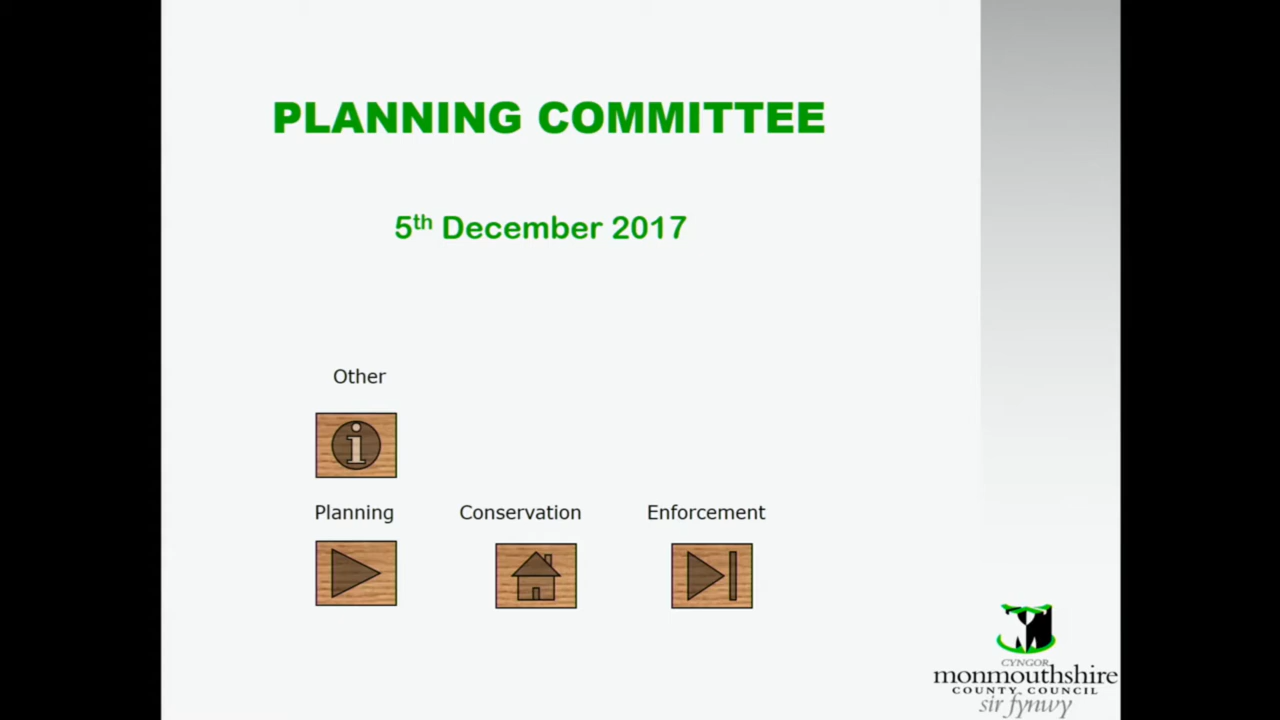 PLANNING COMMITTEE
5th December 2017
Other
i
Planning Conservation Enforcement
CYNGOR
monmouthshire
COUNTY COUNCIL
sir fynwy